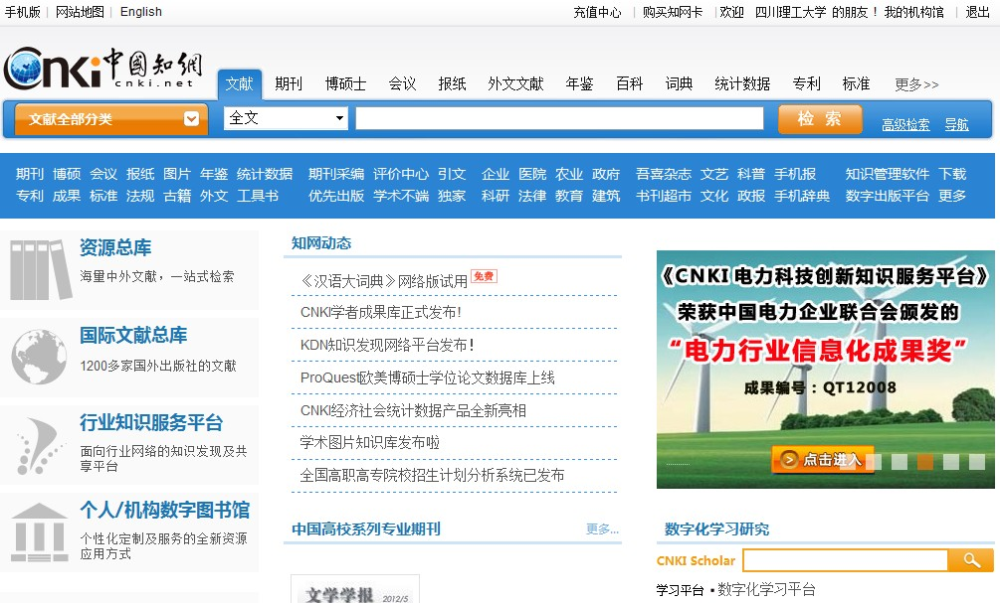 手机版 | 知网地图 | English
充值中心 | 购买知网卡 | 欢迎 四川理工大学 的朋友！我的机构馆 | 退出
Cnki 中國知網
cnki.net
文献 期刊 博硕士 会议 报纸 外文文献 年鉴 百科 词典 统计数据 专利 标准 更多>>
文献全部分类 全文 检 索 高级检索 导航
期刊 博硕 会议 报纸 图片 年鉴 统计数据 期刊采编 评价中心 引文 企业 医院 农业 政府 吾喜杂志 文艺 科普 手机报 知识管理软件 下载
专利 成果 标准 法规 古籍 外文 工具书 优先出版 学术不端 独家 科研 法律 教育 建筑 书刊超市 文化 政报 手机辞典 数字出版平台 更多
资源总库
海量中外文献，一站式检索
国际文献总库
1200多家国外出版社的文献
行业知识服务平台
面向行业网络的知识发现及共
享平台
个人/机构数字图书馆
个性化定制及服务的全新资源
应用方式
知网动态
《汉语大词典》网络版试用 免费
CNKI学者成果库正式发布!
KDN知识发现网络平台发布！
ProQuest欧美博硕士学位论文数据库上线
CNKI经济社会统计数据产品全新亮相
学术图片知识库发布啦
全国高职高专院校招生计划分析系统已发布
中国高校系列专业期刊 更多...
文学学报 2012/5
《CNKI 电力科技创新知识服务平台》
荣获中国电力企业联合会颁发的
“电力行业信息化成果奖”
成果编号：QT12008
点击进入
数字化学习研究
CNKI Scholar
学习平台 • 数字化学习平台